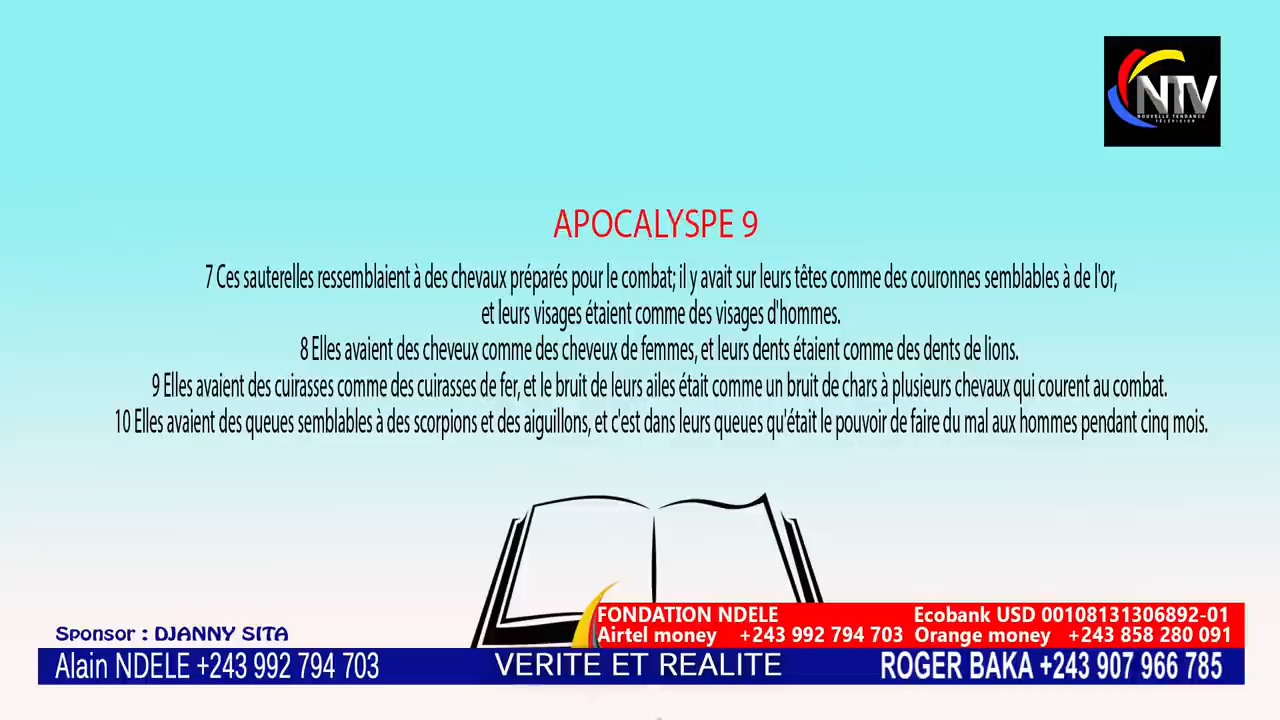 NTV
NOUVELLE TENDANCE
TÉLÉVISION
APOCALYSPE 9
7 Ces sauterelles ressemblaient à des chevaux préparés pour le combat; il y avait sur leurs têtes comme des couronnes semblables à de l'or,
et leurs visages étaient comme des visages d'hommes.
8 Elles avaient des cheveux comme des cheveux de femmes, et leurs dents étaient comme des dents de lions.
9 Elles avaient des cuirasses comme des cuirasses de fer, et le bruit de leurs ailes était comme un bruit de chars à plusieurs chevaux qui courent au combat.
10 Elles avaient des queues semblables à des scorpions et des aiguillons, et c'est dans leurs queues qu'était le pouvoir de faire du mal aux hommes pendant cinq mois.
FONDATION NDELE Ecobank USD 00108131306892-01
Airtel money +243 992 794 703 Orange money +243 858 280 091
Sponsor : DJANNY SITA
Alain NDELE +243 992 794 703 VERITE ET REALITE ROGER BAKA +243 907 966 785